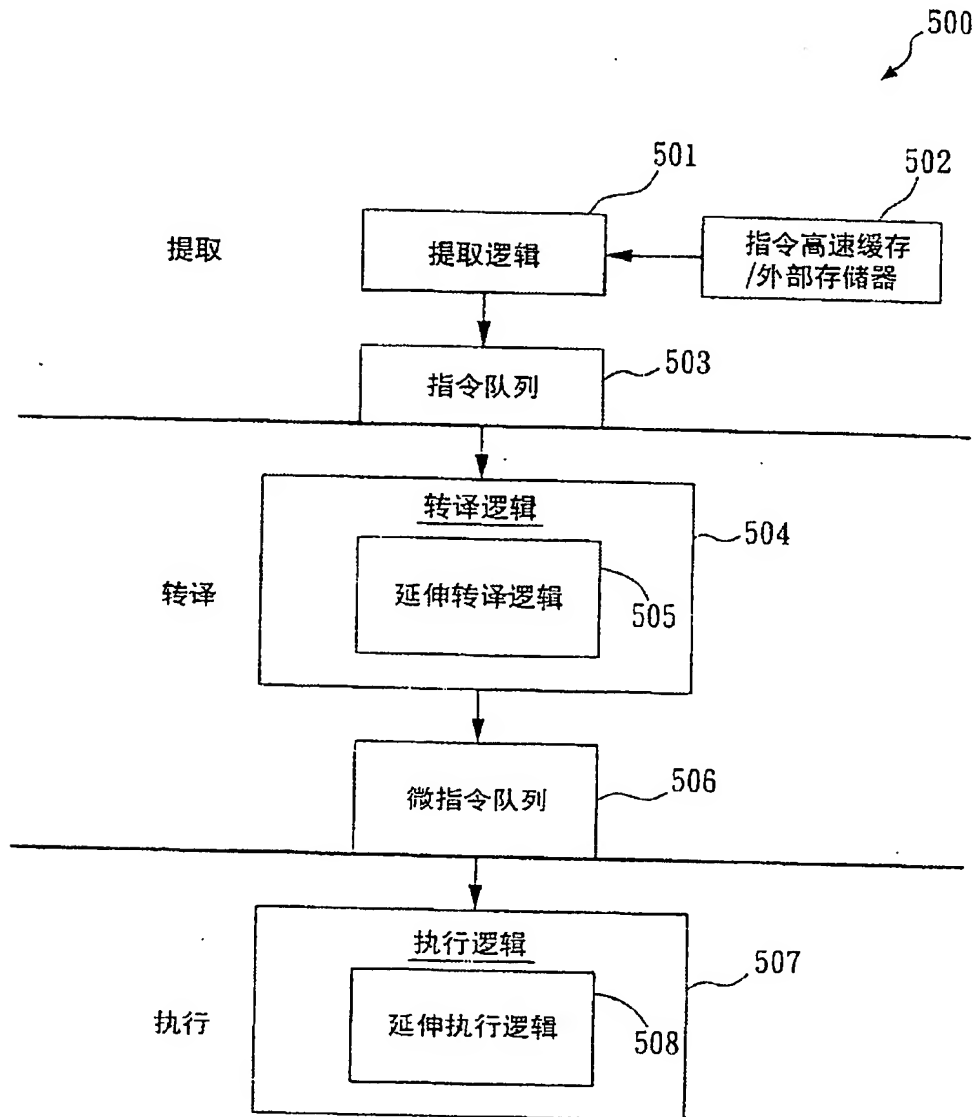 500
501
502
提取
提取逻辑
指令高速缓存
/外部存储器
指令队列
503
转译逻辑
504
转译
延伸转译逻辑
505
微指令队列
506
执行逻辑
507
执行
延伸执行逻辑
508